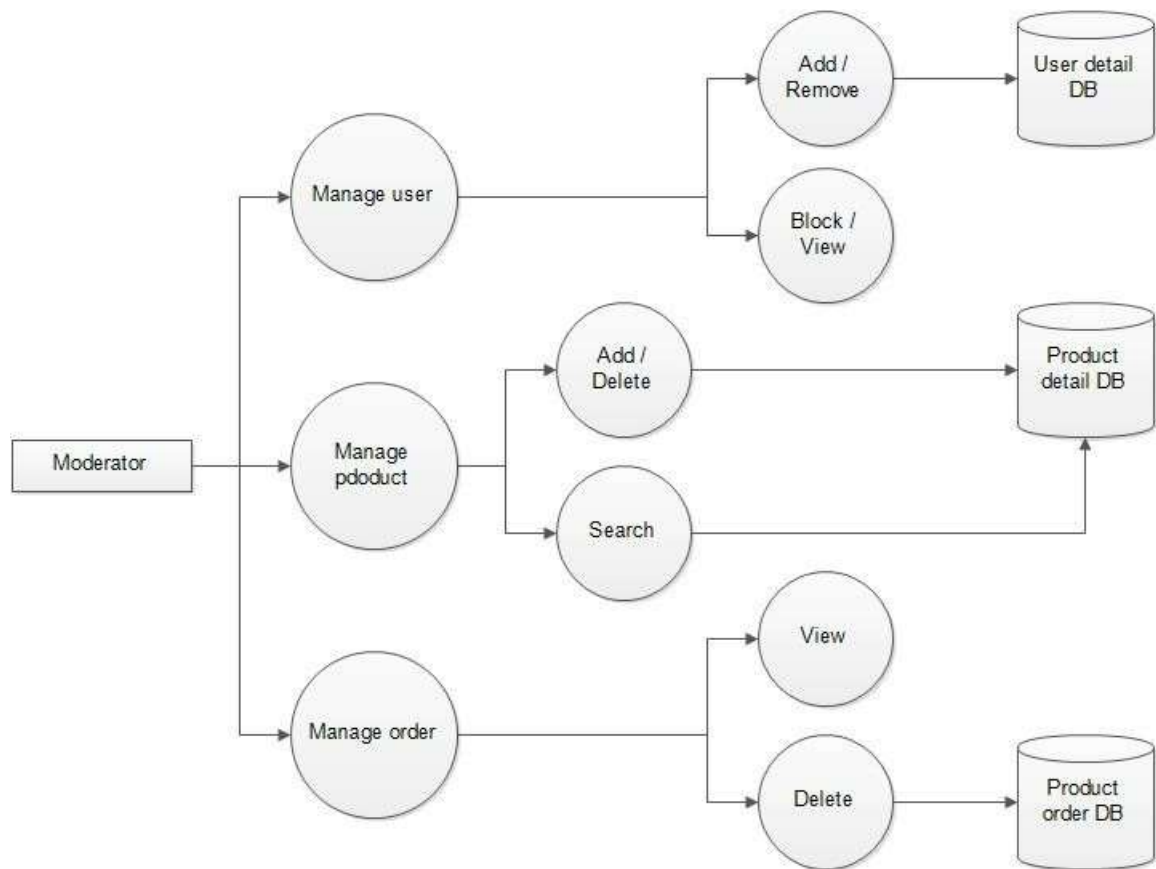 Add /
Remove
User detail
DB
Manage user
Block /
View
Add /
Delete
Product
detail DB
Moderator
Manage
pdoduct
Search
View
Manage order
Delete
Product
order DB